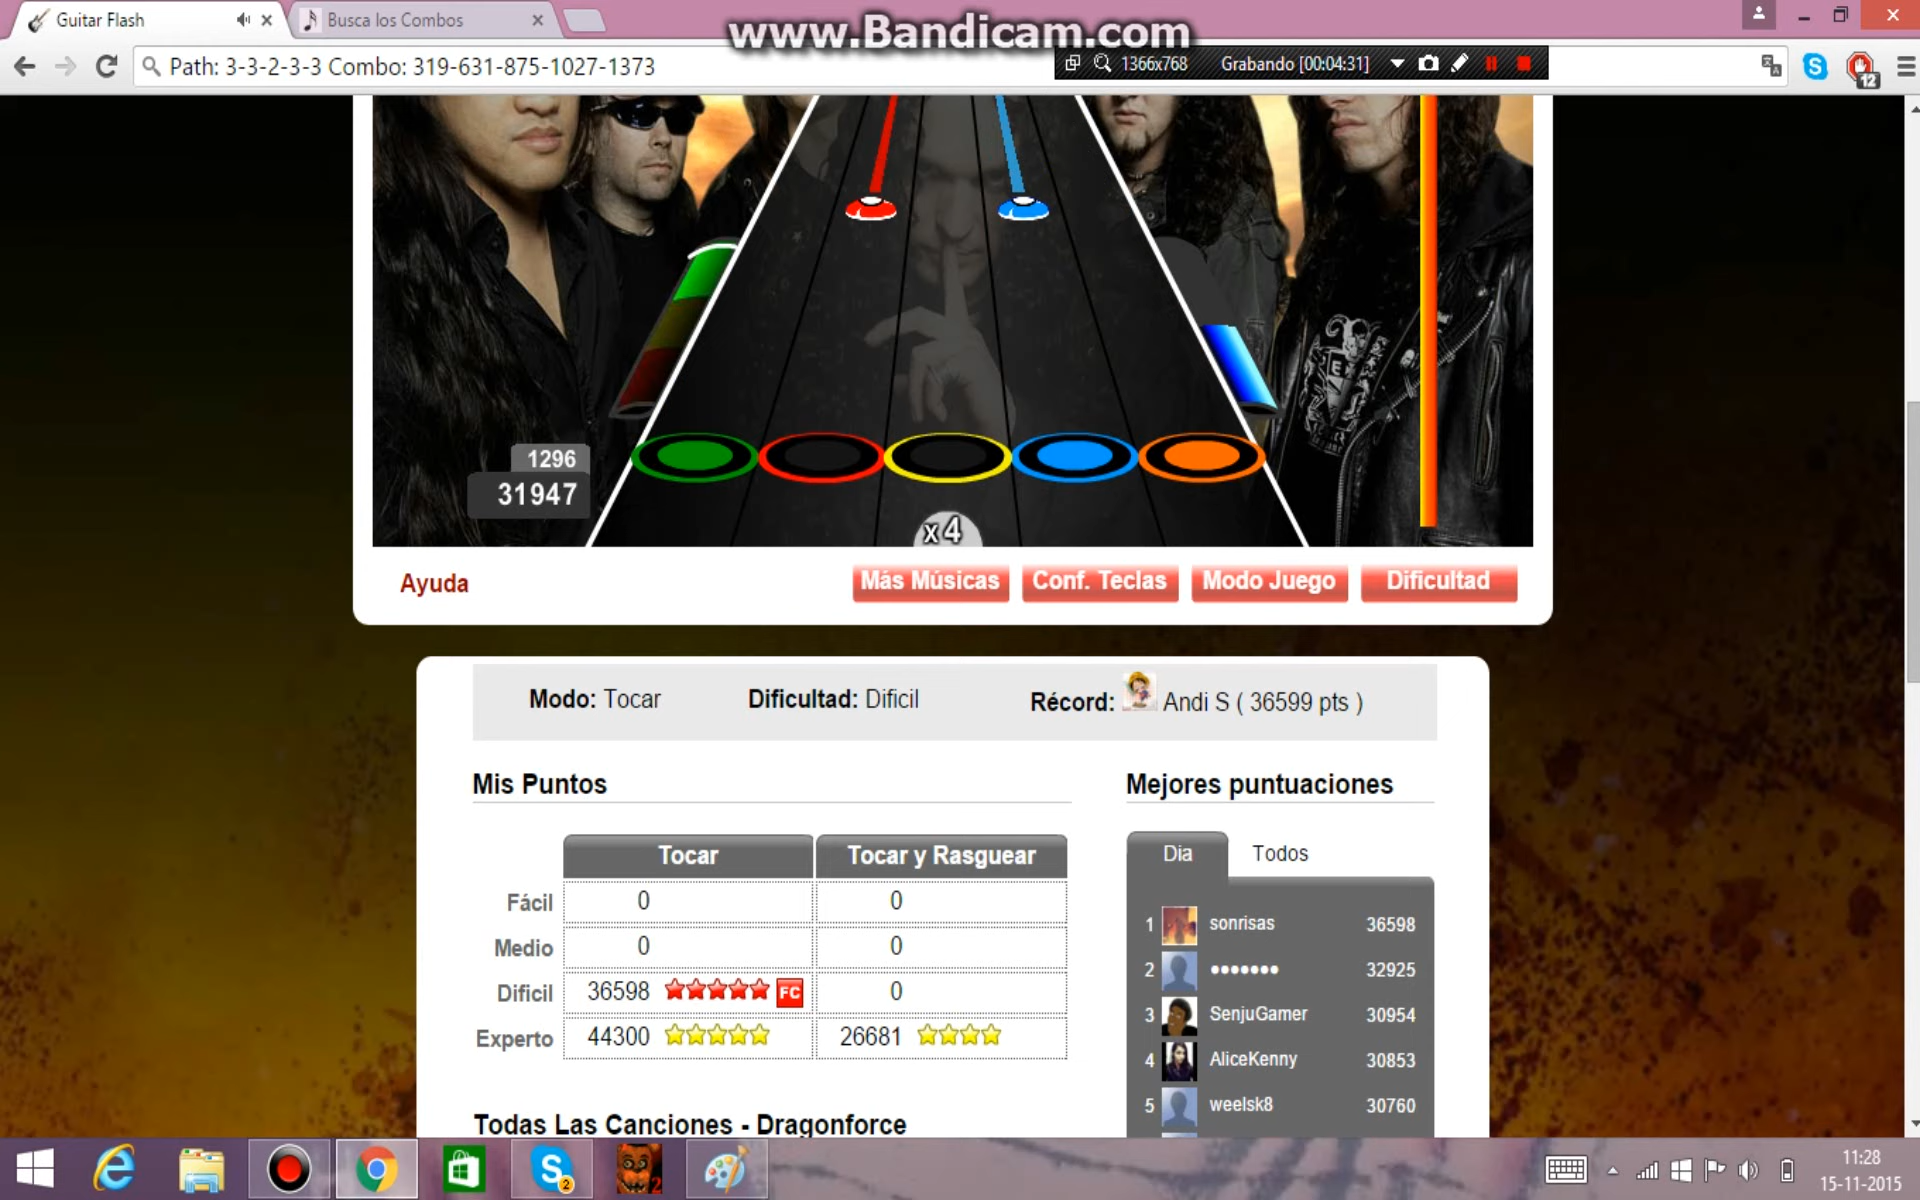 Guitar Flash
Busca los Combos
www.Bandicam.com
Path: 3-3-2-3-3 Combo: 319-631-875-1027-1373
1366x768 Grabando [00:04:31]
12
1296
31947
x4
Ayuda
Más Músicas
Conf. Teclas
Modo Juego
Dificultad
Modo: Tocar
Dificultad: Dificil
Récord: Andi S ( 36599 pts )
Mis Puntos
Tocar
Tocar y Rasguear
Fácil 0 0
Medio 0 0
Dificil 36598 FC 0
Experto 44300 26681
Todas Las Canciones - Dragonforce
Mejores puntuaciones
Dia
Todos
1 sonrisas 36598
2 ••••••• 32925
3 SenjuGamer 30954
4 AliceKenny 30853
5 weelsk8 30760
2
2
11:28
15-11-2015